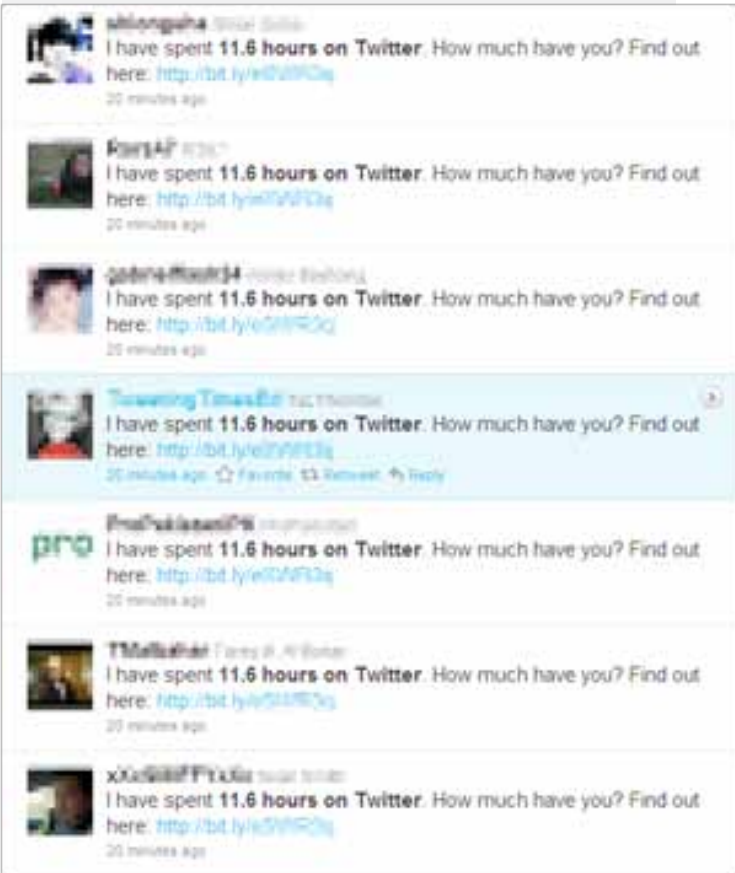 I have spent 11.6 hours on Twitter. How much have you? Find out
here:
20 minutes ago
I have spent 11.6 hours on Twitter. How much have you? Find out
here:
20 minutes ago
I have spent 11.6 hours on Twitter. How much have you? Find out
here:
20 minutes ago
I have spent 11.6 hours on Twitter. How much have you? Find out
here:
20 minutes ago Favorite Retweet Reply
pro
I have spent 11.6 hours on Twitter. How much have you? Find out
here:
20 minutes ago
I have spent 11.6 hours on Twitter. How much have you? Find out
here:
20 minutes ago
I have spent 11.6 hours on Twitter. How much have you? Find out
here:
20 minutes ago